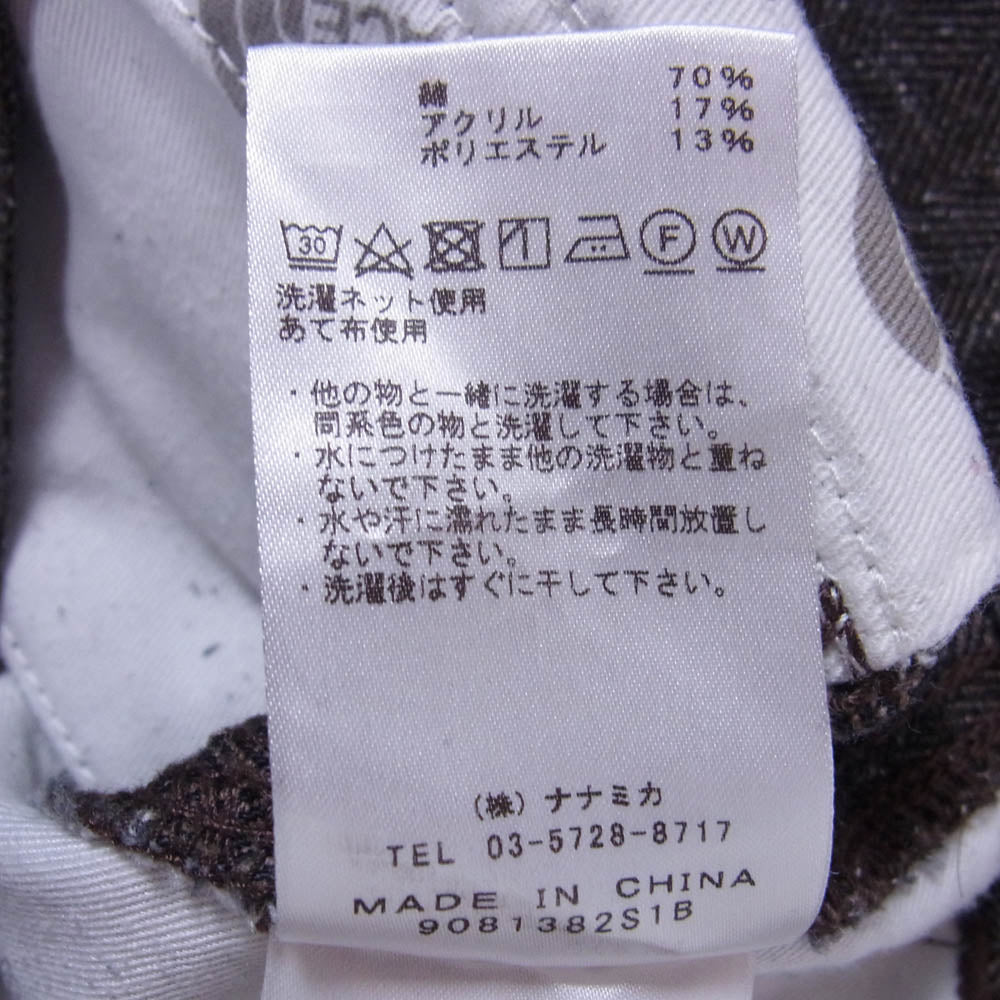 綿 70%
アクリル 17%
ポリエステル 13%
30 F W
洗濯ネット使用
あて布使用
・他の物と一緒に洗濯する場合は、
同系色の物と洗濯して下さい。
・水につけたまま他の洗濯物と重ね
ないで下さい。
・水や汗に濡れたまま長時間放置し
ないで下さい。
・洗濯後はすぐに干して下さい。
(株) ナナミカ
TEL 03-5728-8717
MADE IN CHINA
9081382S1B